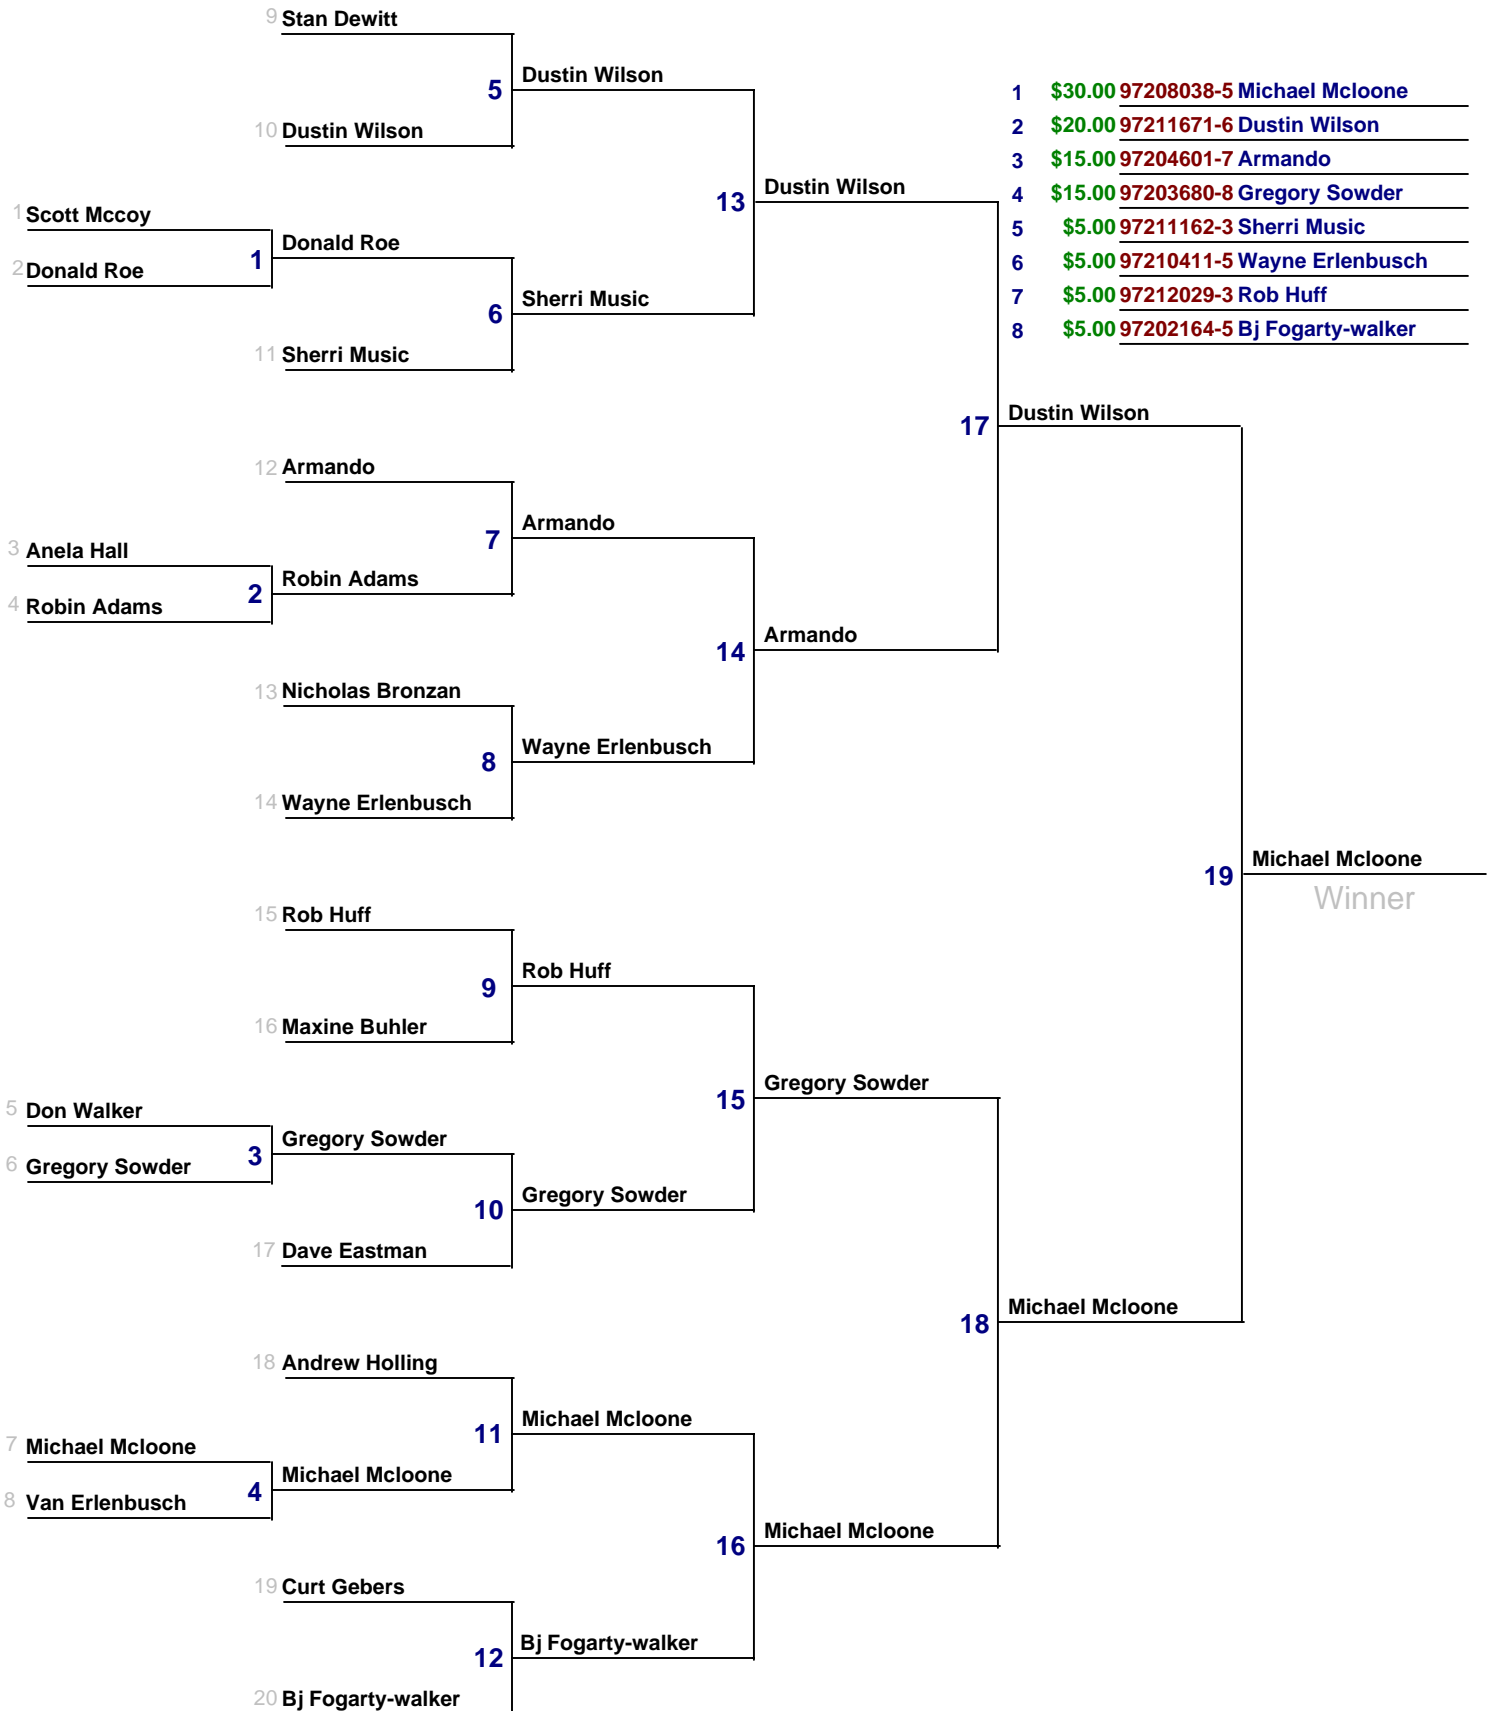 9 Stan Dewitt
5 Dustin Wilson
10 Dustin Wilson
1 $30.00 97208038-5 Michael Mcloone
2 $20.00 97211671-6 Dustin Wilson
3 $15.00 97204601-7 Armando
4 $15.00 97203680-8 Gregory Sowder
5 $5.00 97211162-3 Sherri Music
6 $5.00 97210411-5 Wayne Erlenbusch
7 $5.00 97212029-3 Rob Huff
8 $5.00 97202164-5 Bj Fogarty-walker
13 Dustin Wilson
1 Scott Mccoy
1 Donald Roe
2 Donald Roe
6 Sherri Music
11 Sherri Music
17 Dustin Wilson
12 Armando
7 Armando
3 Anela Hall
2 Robin Adams
4 Robin Adams
14 Armando
13 Nicholas Bronzan
8 Wayne Erlenbusch
14 Wayne Erlenbusch
19 Michael Mcloone
Winner
15 Rob Huff
9 Rob Huff
16 Maxine Buhler
15 Gregory Sowder
5 Don Walker
3 Gregory Sowder
6 Gregory Sowder
10 Gregory Sowder
17 Dave Eastman
18 Michael Mcloone
18 Andrew Holling
11 Michael Mcloone
7 Michael Mcloone
4 Michael Mcloone
8 Van Erlenbusch
16 Michael Mcloone
19 Curt Gebers
12 Bj Fogarty-walker
20 Bj Fogarty-walker